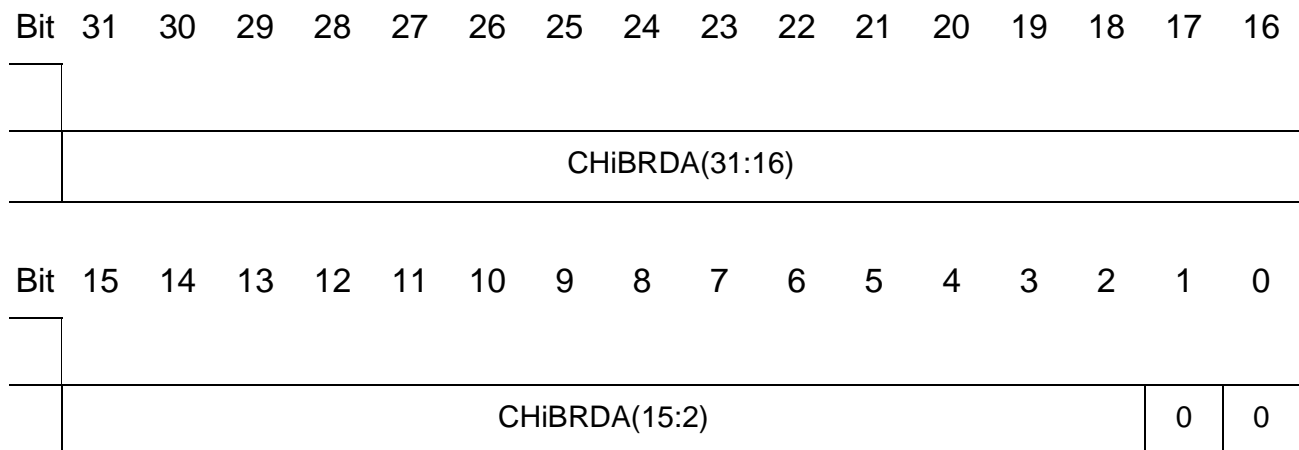 Bit 31 30 29 28 27 26 25 24 23 22 21 20 19 18 17 16
CHiBRDA(31:16)
Bit 15 14 13 12 11 10 9 8 7 6 5 4 3 2 1 0
CHiBRDA(15:2) 0 0